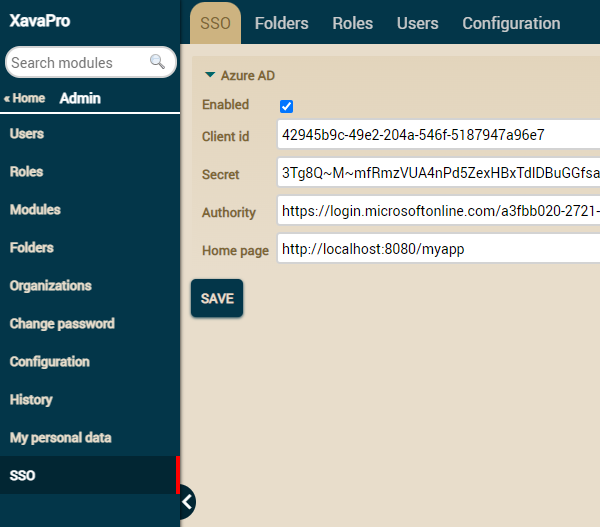 XavaPro
Search modules
« Home Admin
Users
Roles
Modules
Folders
Organizations
Change password
Configuration
History
My personal data
SSO
SSO Folders Roles Users Configuration
Azure AD
Enabled
Client id 42945b9c-49e2-204a-546f-5187947a96e7
Secret 3Tg8Q~M~mfRmzVUA4nPd5ZexHBxTdIDBuGGfsa
Authority https://login.microsoftonline.com/a3fbb020-2721-
Home page http://localhost:8080/myapp
SAVE